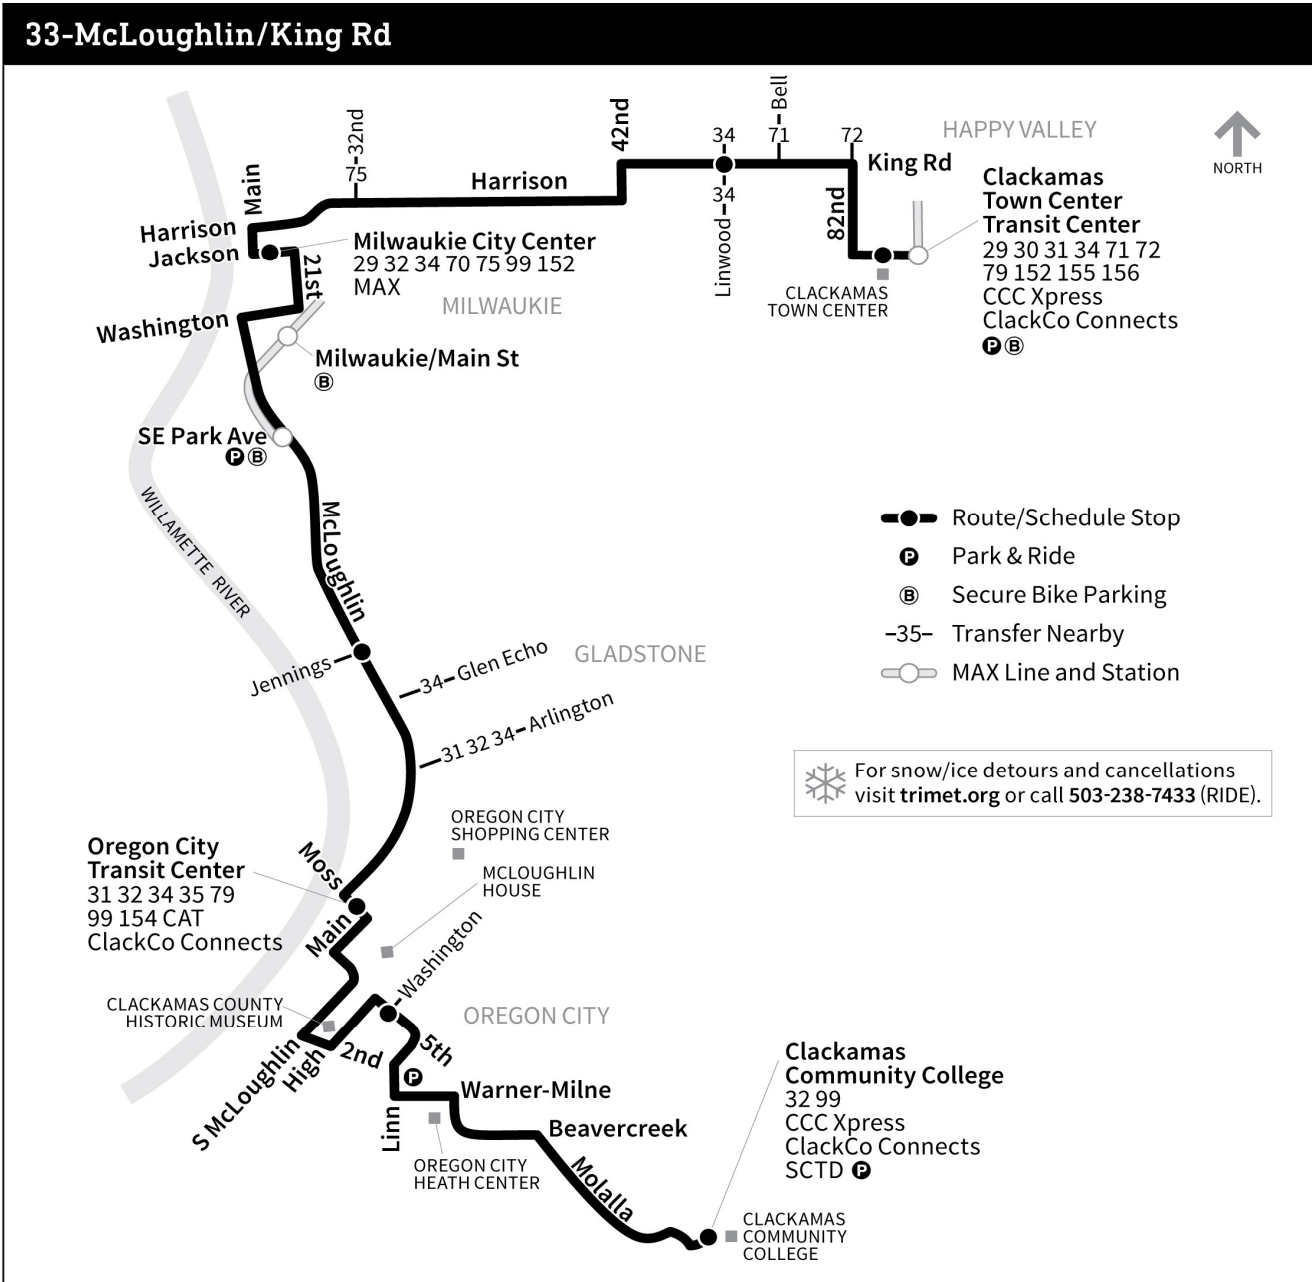 33-McLoughlin/King Rd
Bell
42nd
32nd
75
34
71
72
HAPPY VALLEY
NORTH
King Rd
Main
Harrison
34
Linwood
82nd
Clackamas
Town Center
Transit Center
29 30 31 34 71 72
79 152 155 156
CCC Xpress
ClackCo Connects
P B
Harrison
Jackson
21st
Milwaukie City Center
29 32 34 70 75 99 152
MAX
MILWAUKIE
CLACKAMAS
TOWN CENTER
Washington
Milwaukie/Main St
B
SE Park Ave
P B
WILLAMETTE RIVER
McLoughlin
Route/Schedule Stop
P Park & Ride
B Secure Bike Parking
–35– Transfer Nearby
MAX Line and Station
Jennings
34 Glen Echo
GLADSTONE
31 32 34 Arlington
For snow/ice detours and cancellations
visit trimet.org or call 503-238-7433 (RIDE).
OREGON CITY
SHOPPING CENTER
MCLOUGHLIN
HOUSE
Oregon City
Transit Center
31 32 34 35 79
99 154 CAT
ClackCo Connects
Moss
Main
Washington
CLACKAMAS COUNTY
HISTORIC MUSEUM
OREGON CITY
S McLoughlin
High
2nd
5th
P
Linn
Warner-Milne
Beavercreek
OREGON CITY
HEATH CENTER
Molalla
Clackamas
Community College
32 99
CCC Xpress
ClackCo Connects
SCTD P
CLACKAMAS
COMMUNITY
COLLEGE